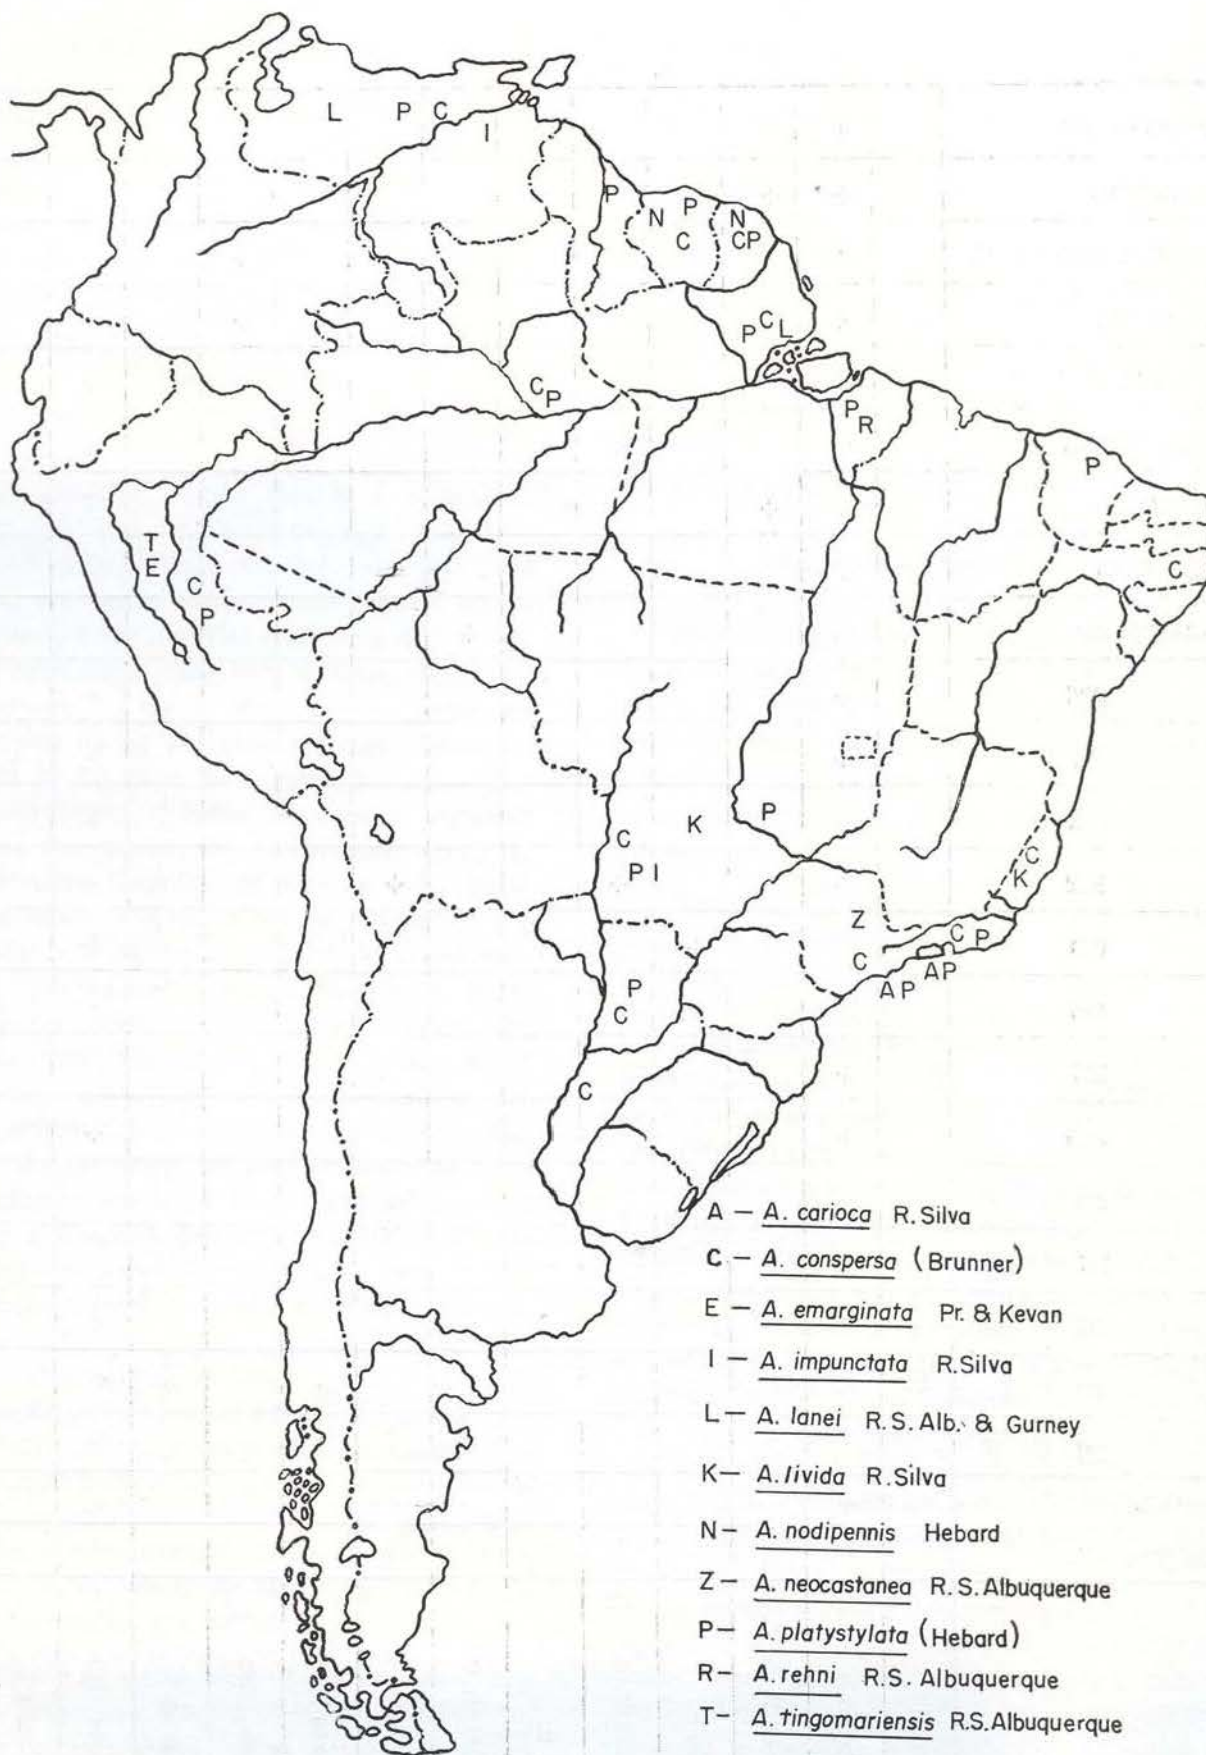 L P C
I
P
N P N
C CP
P C L
C P
P
R
P
T
E
C
P
C
C
P I
K
P
C
K
Z
C
C P
A P
A P
P
C
C
A — A. carioca R. Silva
C — A. conspersa (Brunner)
E — A. emarginata Pr. & Kevan
I — A. impunctata R. Silva
L — A. lanei R. S. Alb. & Gurney
K — A. livida R. Silva
N — A. nodipennis Hebard
Z — A. neocastanea R. S. Albuquerque
P — A. platystylata (Hebard)
R — A. rehni R. S. Albuquerque
T — A. tingomariensis R. S. Albuquerque